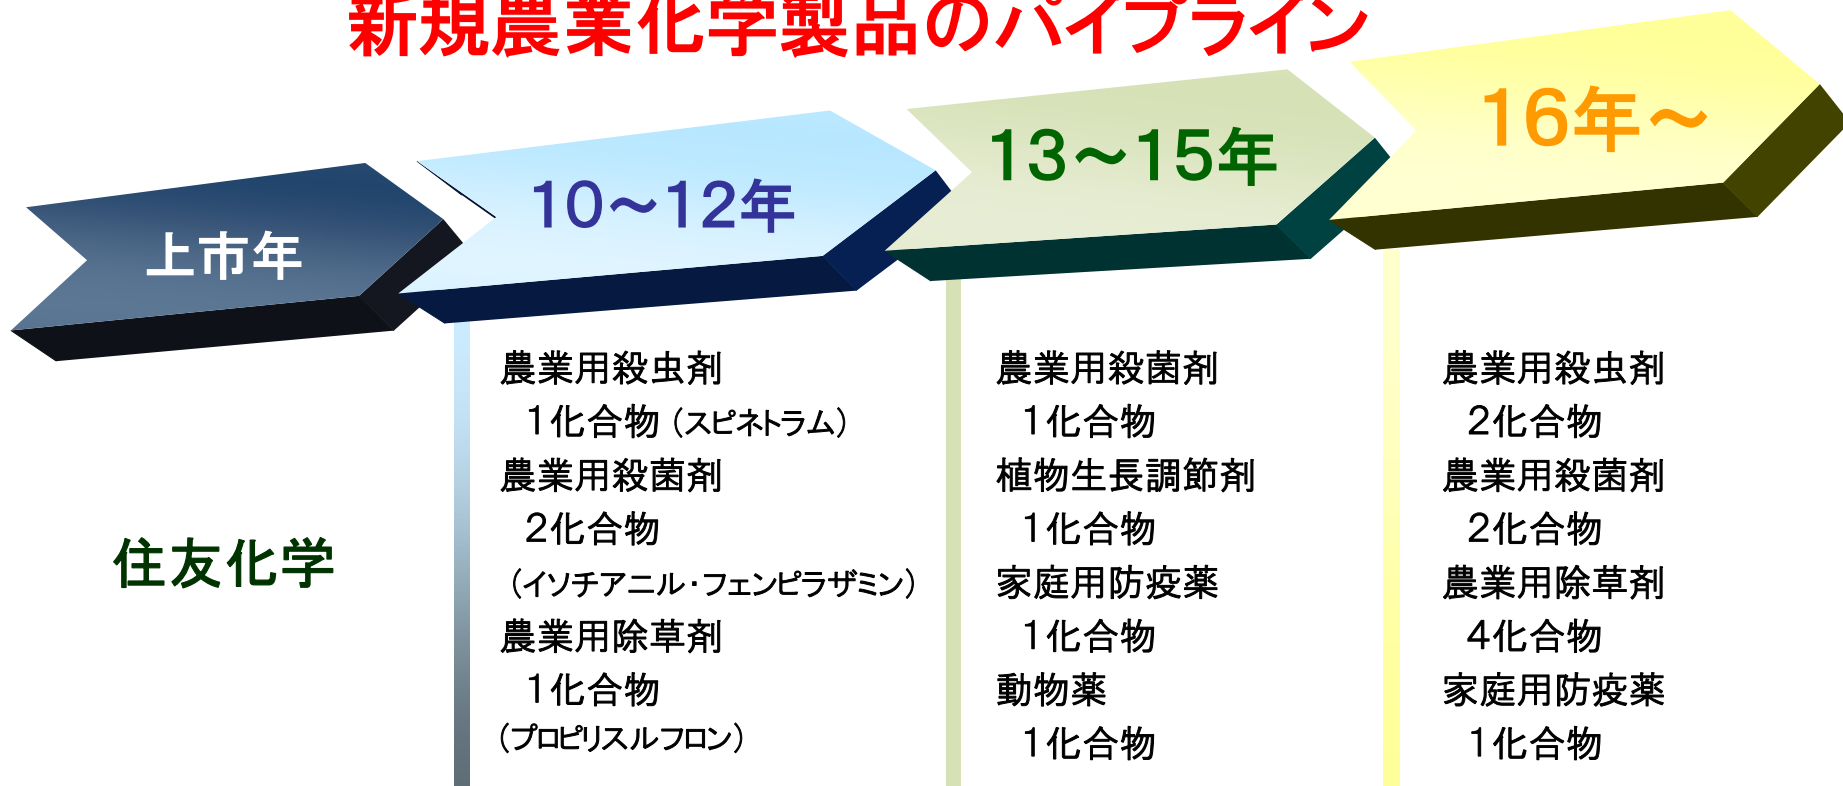 新規農業化学製品のパイプライン
上市年
10～12年
13～15年
16年～
住友化学
農業用殺虫剤
1化合物（スピネトラム）
農業用殺菌剤
2化合物
（イソチアニル・フェンピラザミン）
農業用除草剤
1化合物
（プロピリスルフロン）
農業用殺菌剤
1化合物
植物生長調節剤
1化合物
家庭用防疫薬
1化合物
動物薬
1化合物
農業用殺虫剤
2化合物
農業用殺菌剤
2化合物
農業用除草剤
4化合物
家庭用防疫薬
1化合物